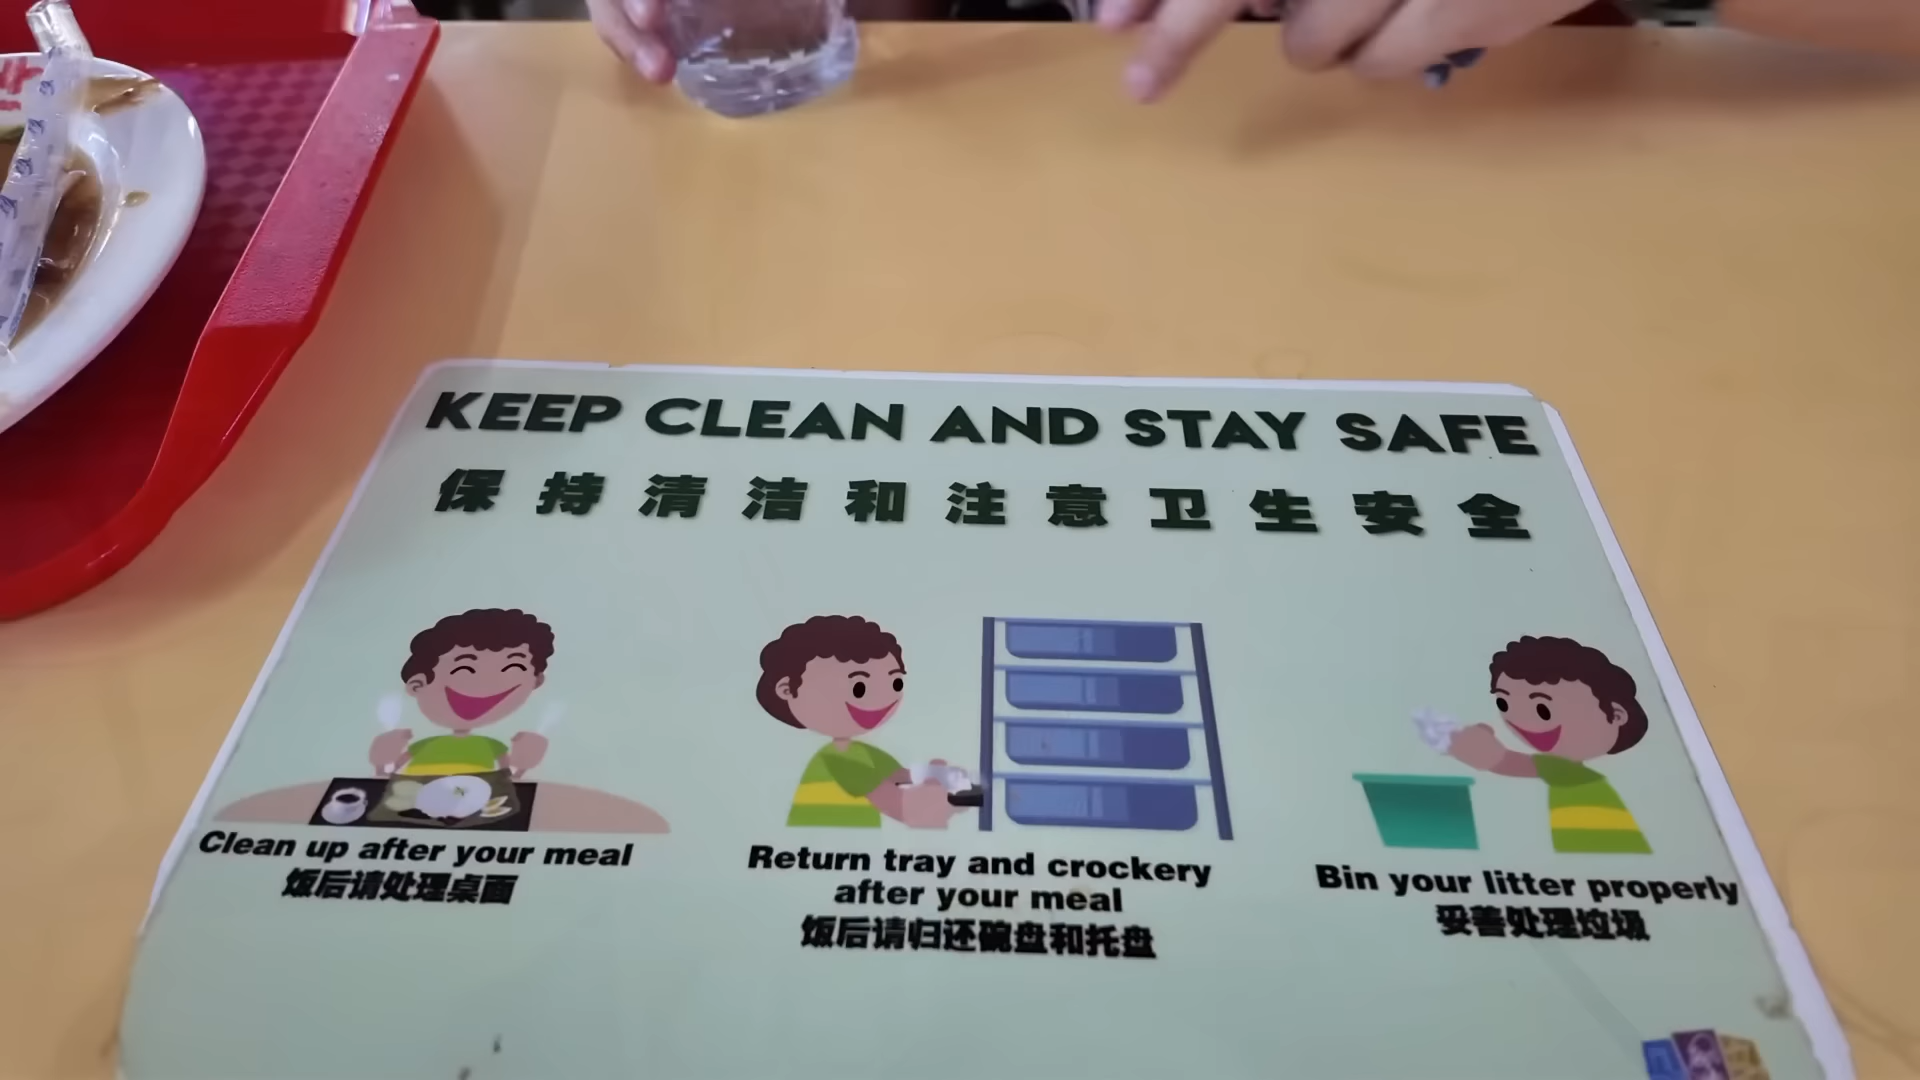 KEEP CLEAN AND STAY SAFE
保持清洁和注意卫生安全
Clean up after your meal
饭后请处理桌面
Return tray and crockery
after your meal
饭后请归还碗盘和托盘
Bin your litter properly
妥善处理垃圾